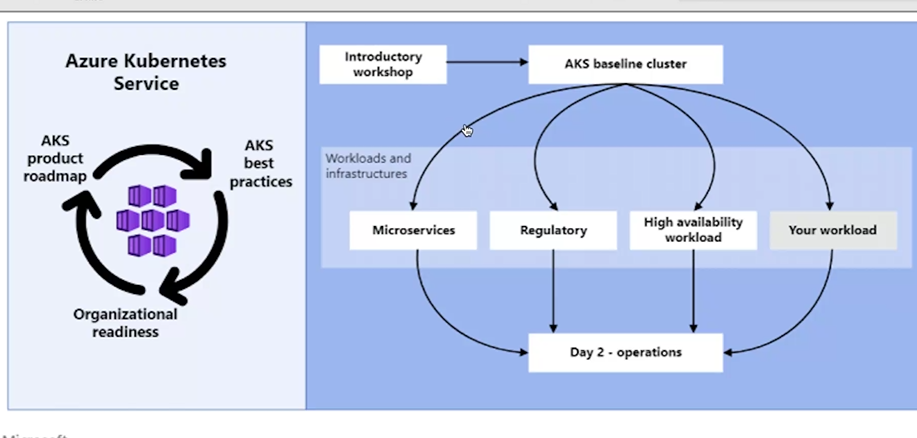 Azure Kubernetes
Service
AKS
product
roadmap
AKS
best
practices
Organizational
readiness
Introductory
workshop
AKS baseline cluster
Workloads and
infrastructures
Microservices
Regulatory
High availability
workload
Your workload
Day 2 - operations